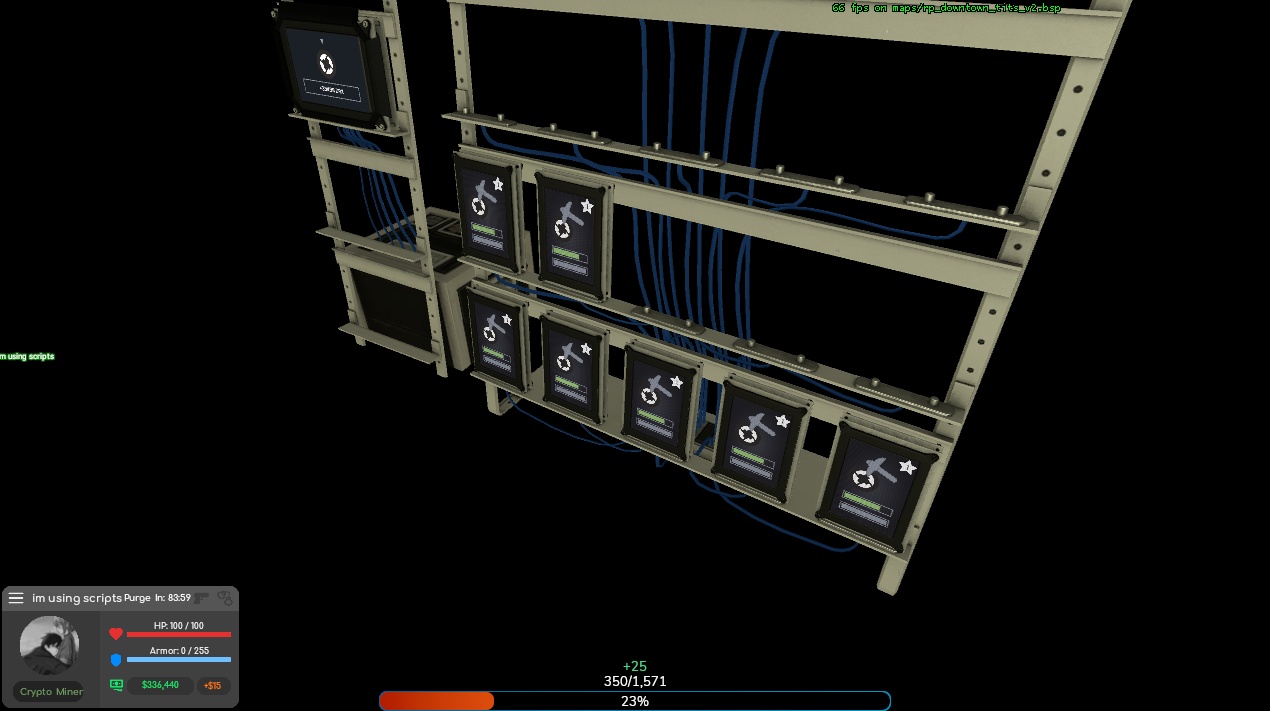 66 fps on maps/rp_downtown_tits_v2.bsp
m using scripts
im using scripts Purge In: 83:59
HP: 100 / 100
Armor: 0 / 255
Crypto Miner
$336,440
+$15
+25
350/1,571
23%